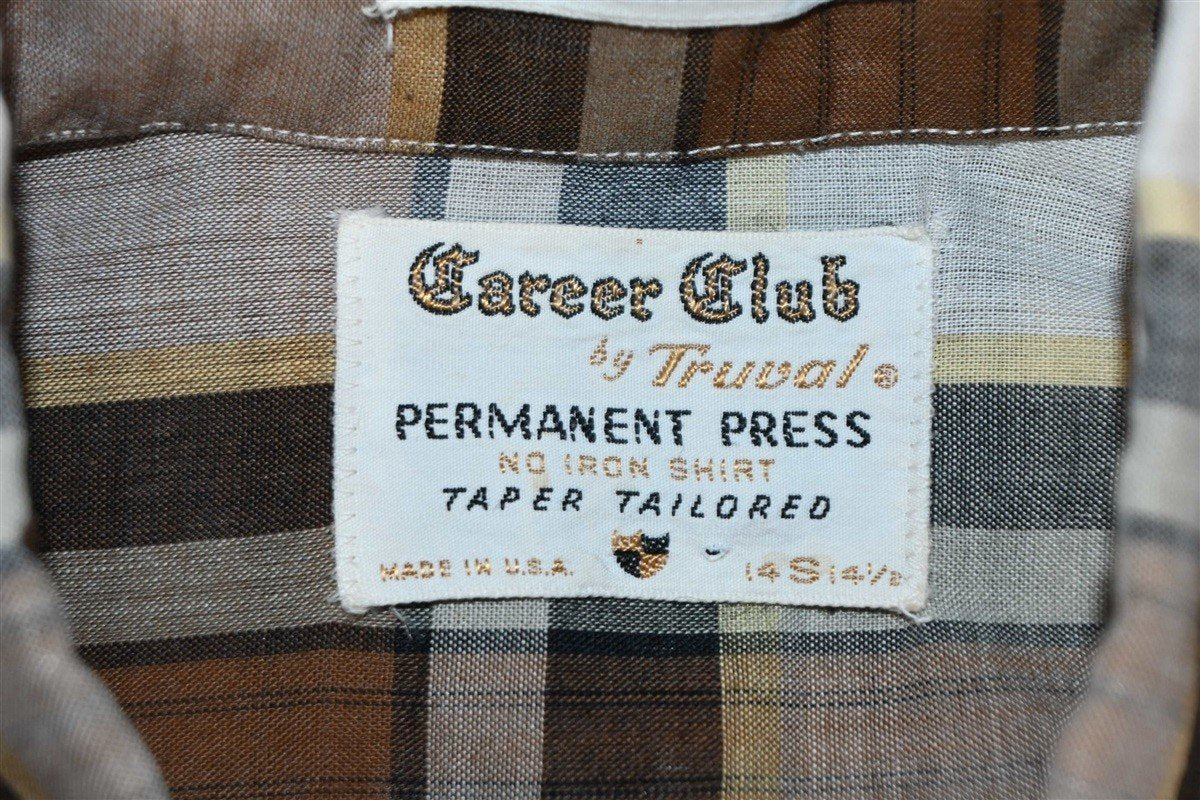 Career Club
by Truval ®
PERMANENT PRESS
NO IRON SHIRT
TAPER TAILORED
MADE IN U.S.A. 14 S 14½